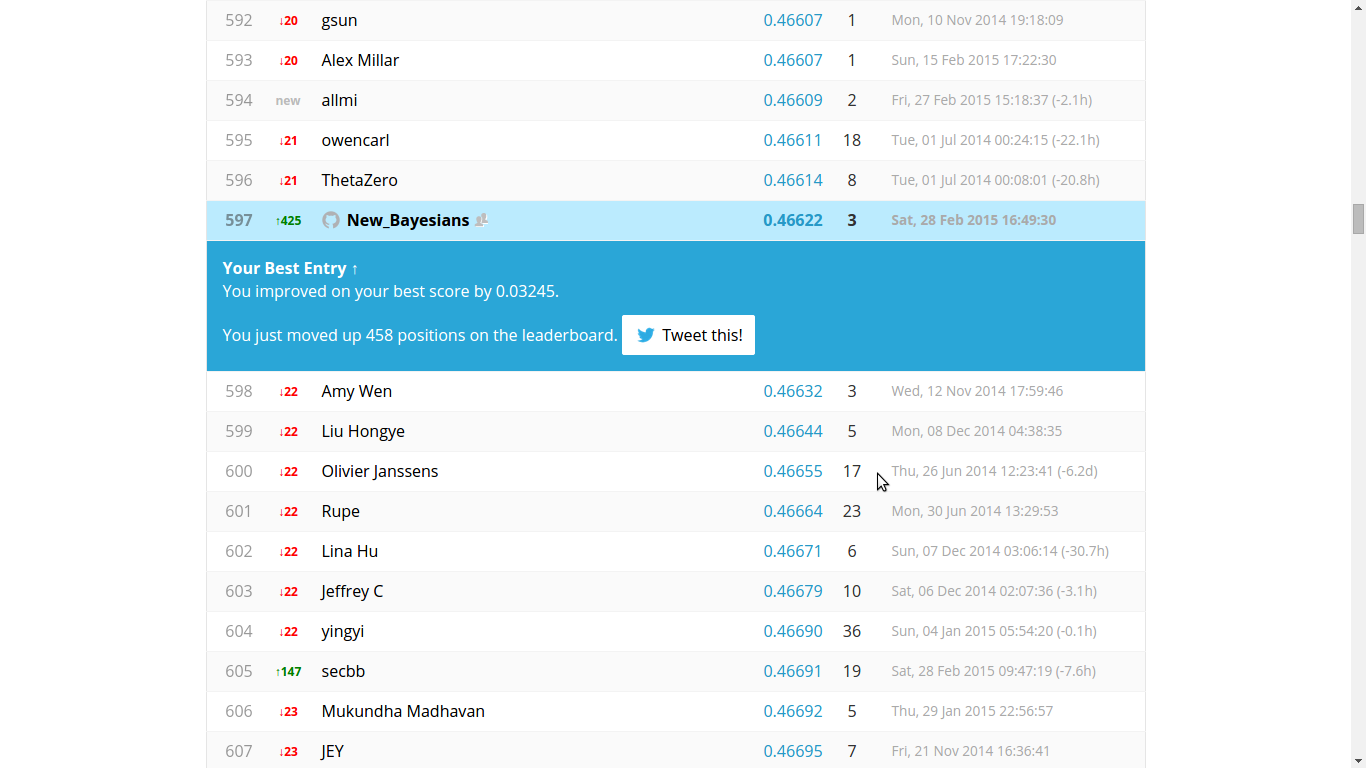 592 ↓20 gsun 0.46607 1 Mon, 10 Nov 2014 19:18:09
593 ↓20 Alex Millar 0.46607 1 Sun, 15 Feb 2015 17:22:30
594 new allmi 0.46609 2 Fri, 27 Feb 2015 15:18:37 (-2.1h)
595 ↓21 owencarl 0.46611 18 Tue, 01 Jul 2014 00:24:15 (-22.1h)
596 ↓21 ThetaZero 0.46614 8 Tue, 01 Jul 2014 00:08:01 (-20.8h)
597 ↑425 New_Bayesians 0.46622 3 Sat, 28 Feb 2015 16:49:30
Your Best Entry ↑
You improved on your best score by 0.03245.
You just moved up 458 positions on the leaderboard. Tweet this!
598 ↓22 Amy Wen 0.46632 3 Wed, 12 Nov 2014 17:59:46
599 ↓22 Liu Hongye 0.46644 5 Mon, 08 Dec 2014 04:38:35
600 ↓22 Olivier Janssens 0.46655 17 Thu, 26 Jun 2014 12:23:41 (-6.2d)
601 ↓22 Rupe 0.46664 23 Mon, 30 Jun 2014 13:29:53
602 ↓22 Lina Hu 0.46671 6 Sun, 07 Dec 2014 03:06:14 (-30.7h)
603 ↓22 Jeffrey C 0.46679 10 Sat, 06 Dec 2014 02:07:36 (-3.1h)
604 ↓22 yingyi 0.46690 36 Sun, 04 Jan 2015 05:54:20 (-0.1h)
605 ↑147 secbb 0.46691 19 Sat, 28 Feb 2015 09:47:19 (-7.6h)
606 ↓23 Mukundha Madhavan 0.46692 5 Thu, 29 Jan 2015 22:56:57
607 ↓23 JEY 0.46695 7 Fri, 21 Nov 2014 16:36:41